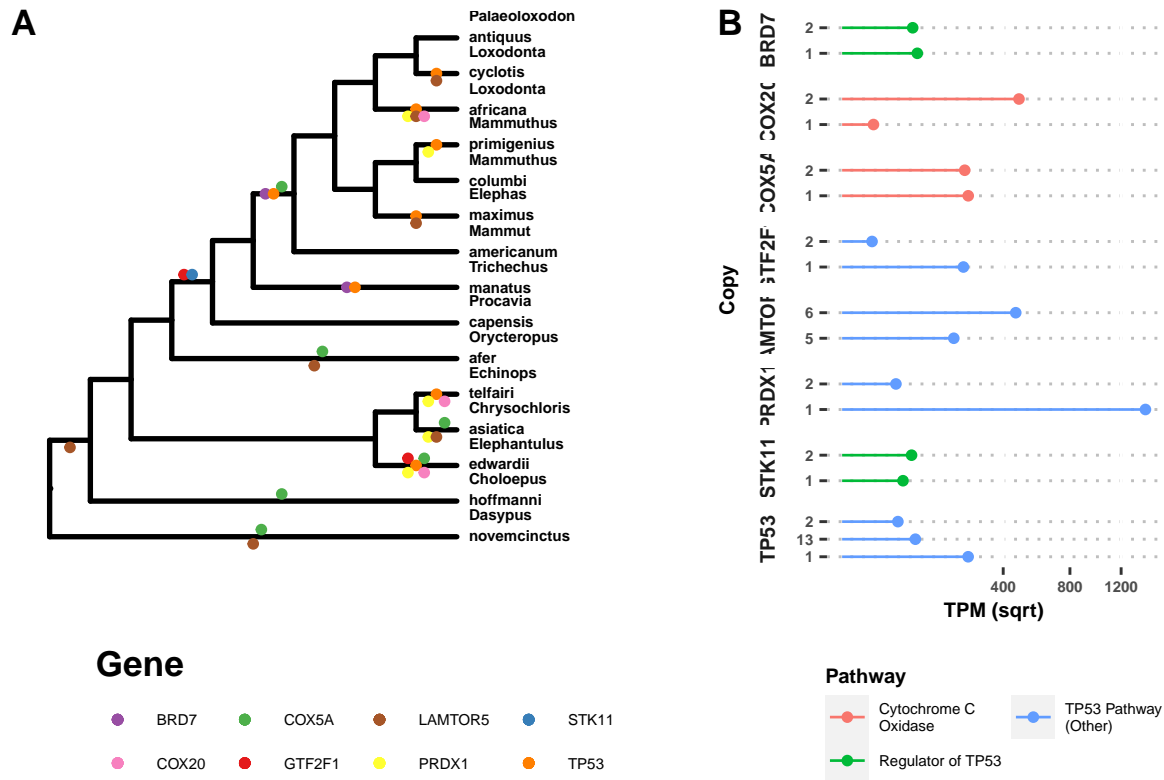 A
Palaeoloxodon
antiquus
Loxodonta
cyclotis
Loxodonta
africana
Mammuthus
primigenius
Mammuthus
columbi
Elephas
maximus
Mammut
americanum
Trichechus
manatus
Procavia
capensis
Orycteropus
afer
Echinops
telfairi
Chrysochloris
asiatica
Elephantulus
edwardii
Choloepus
hoffmanni
Dasypus
novemcinctus
Gene
BRD7
COX5A
LAMTOR5
STK11
COX20
GTF2F1
PRDX1
TP53
B
Copy
BRD7
2
1
COX20
2
1
COX5A
2
1
GTF2F
2
1
AMTOR
6
5
PRDX1
2
1
STK11
2
1
TP53
2
13
1
400
800
1200
TPM (sqrt)
Pathway
Cytochrome C
Oxidase
TP53 Pathway
(Other)
Regulator of TP53